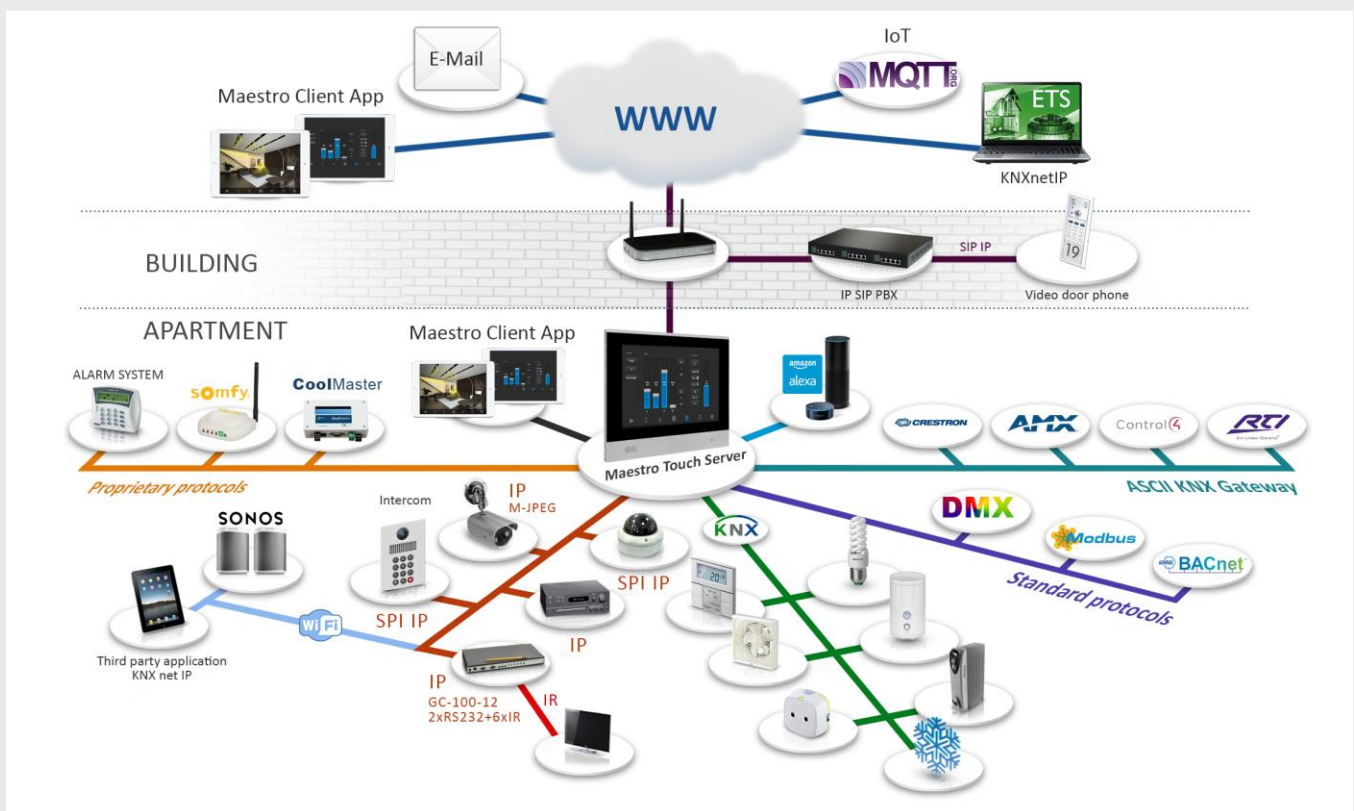 E-Mail
IoT
MQTT.ORG
Maestro Client App
WWW
ETS
KNXnetIP
BUILDING
SIP IP
19
IP SIP PBX
Video door phone
APARTMENT
Maestro Client App
ALARM SYSTEM
somfy.
CoolMaster
amazon
alexa
CRESTRON
AMX
Control4
RTI
Maestro Touch Server
Proprietary protocols
ASCII KNX Gateway
Intercom
IP
M-JPEG
SONOS
KNX
DMX
Modbus
BACnet
SPI IP
Standard protocols
WiFi
SPI IP
IP
Third party application
KNX net IP
IP
GC-100-12
2xRS232+6xIR
IR